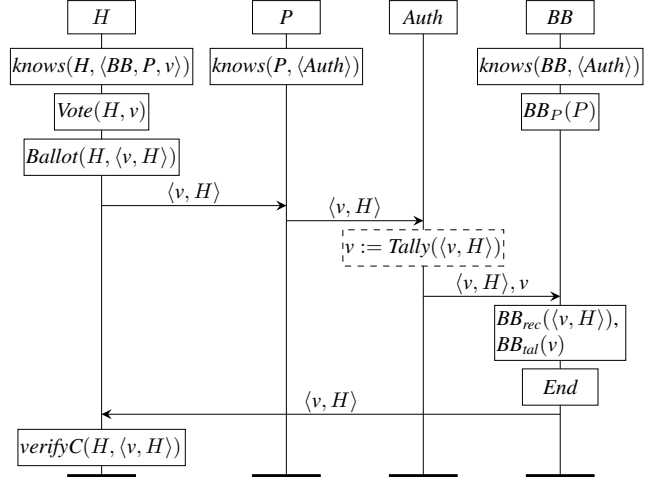 H P Auth BB
knows(H, ⟨BB, P, v⟩) knows(P, ⟨Auth⟩) knows(BB, ⟨Auth⟩)
Vote(H, v) BB_P(P)
Ballot(H, ⟨v, H⟩)
⟨v, H⟩
⟨v, H⟩
v := Tally(⟨v, H⟩)
⟨v, H⟩, v
BB_rec(⟨v, H⟩),
BB_tal(v)
End
⟨v, H⟩
verifyC(H, ⟨v, H⟩)